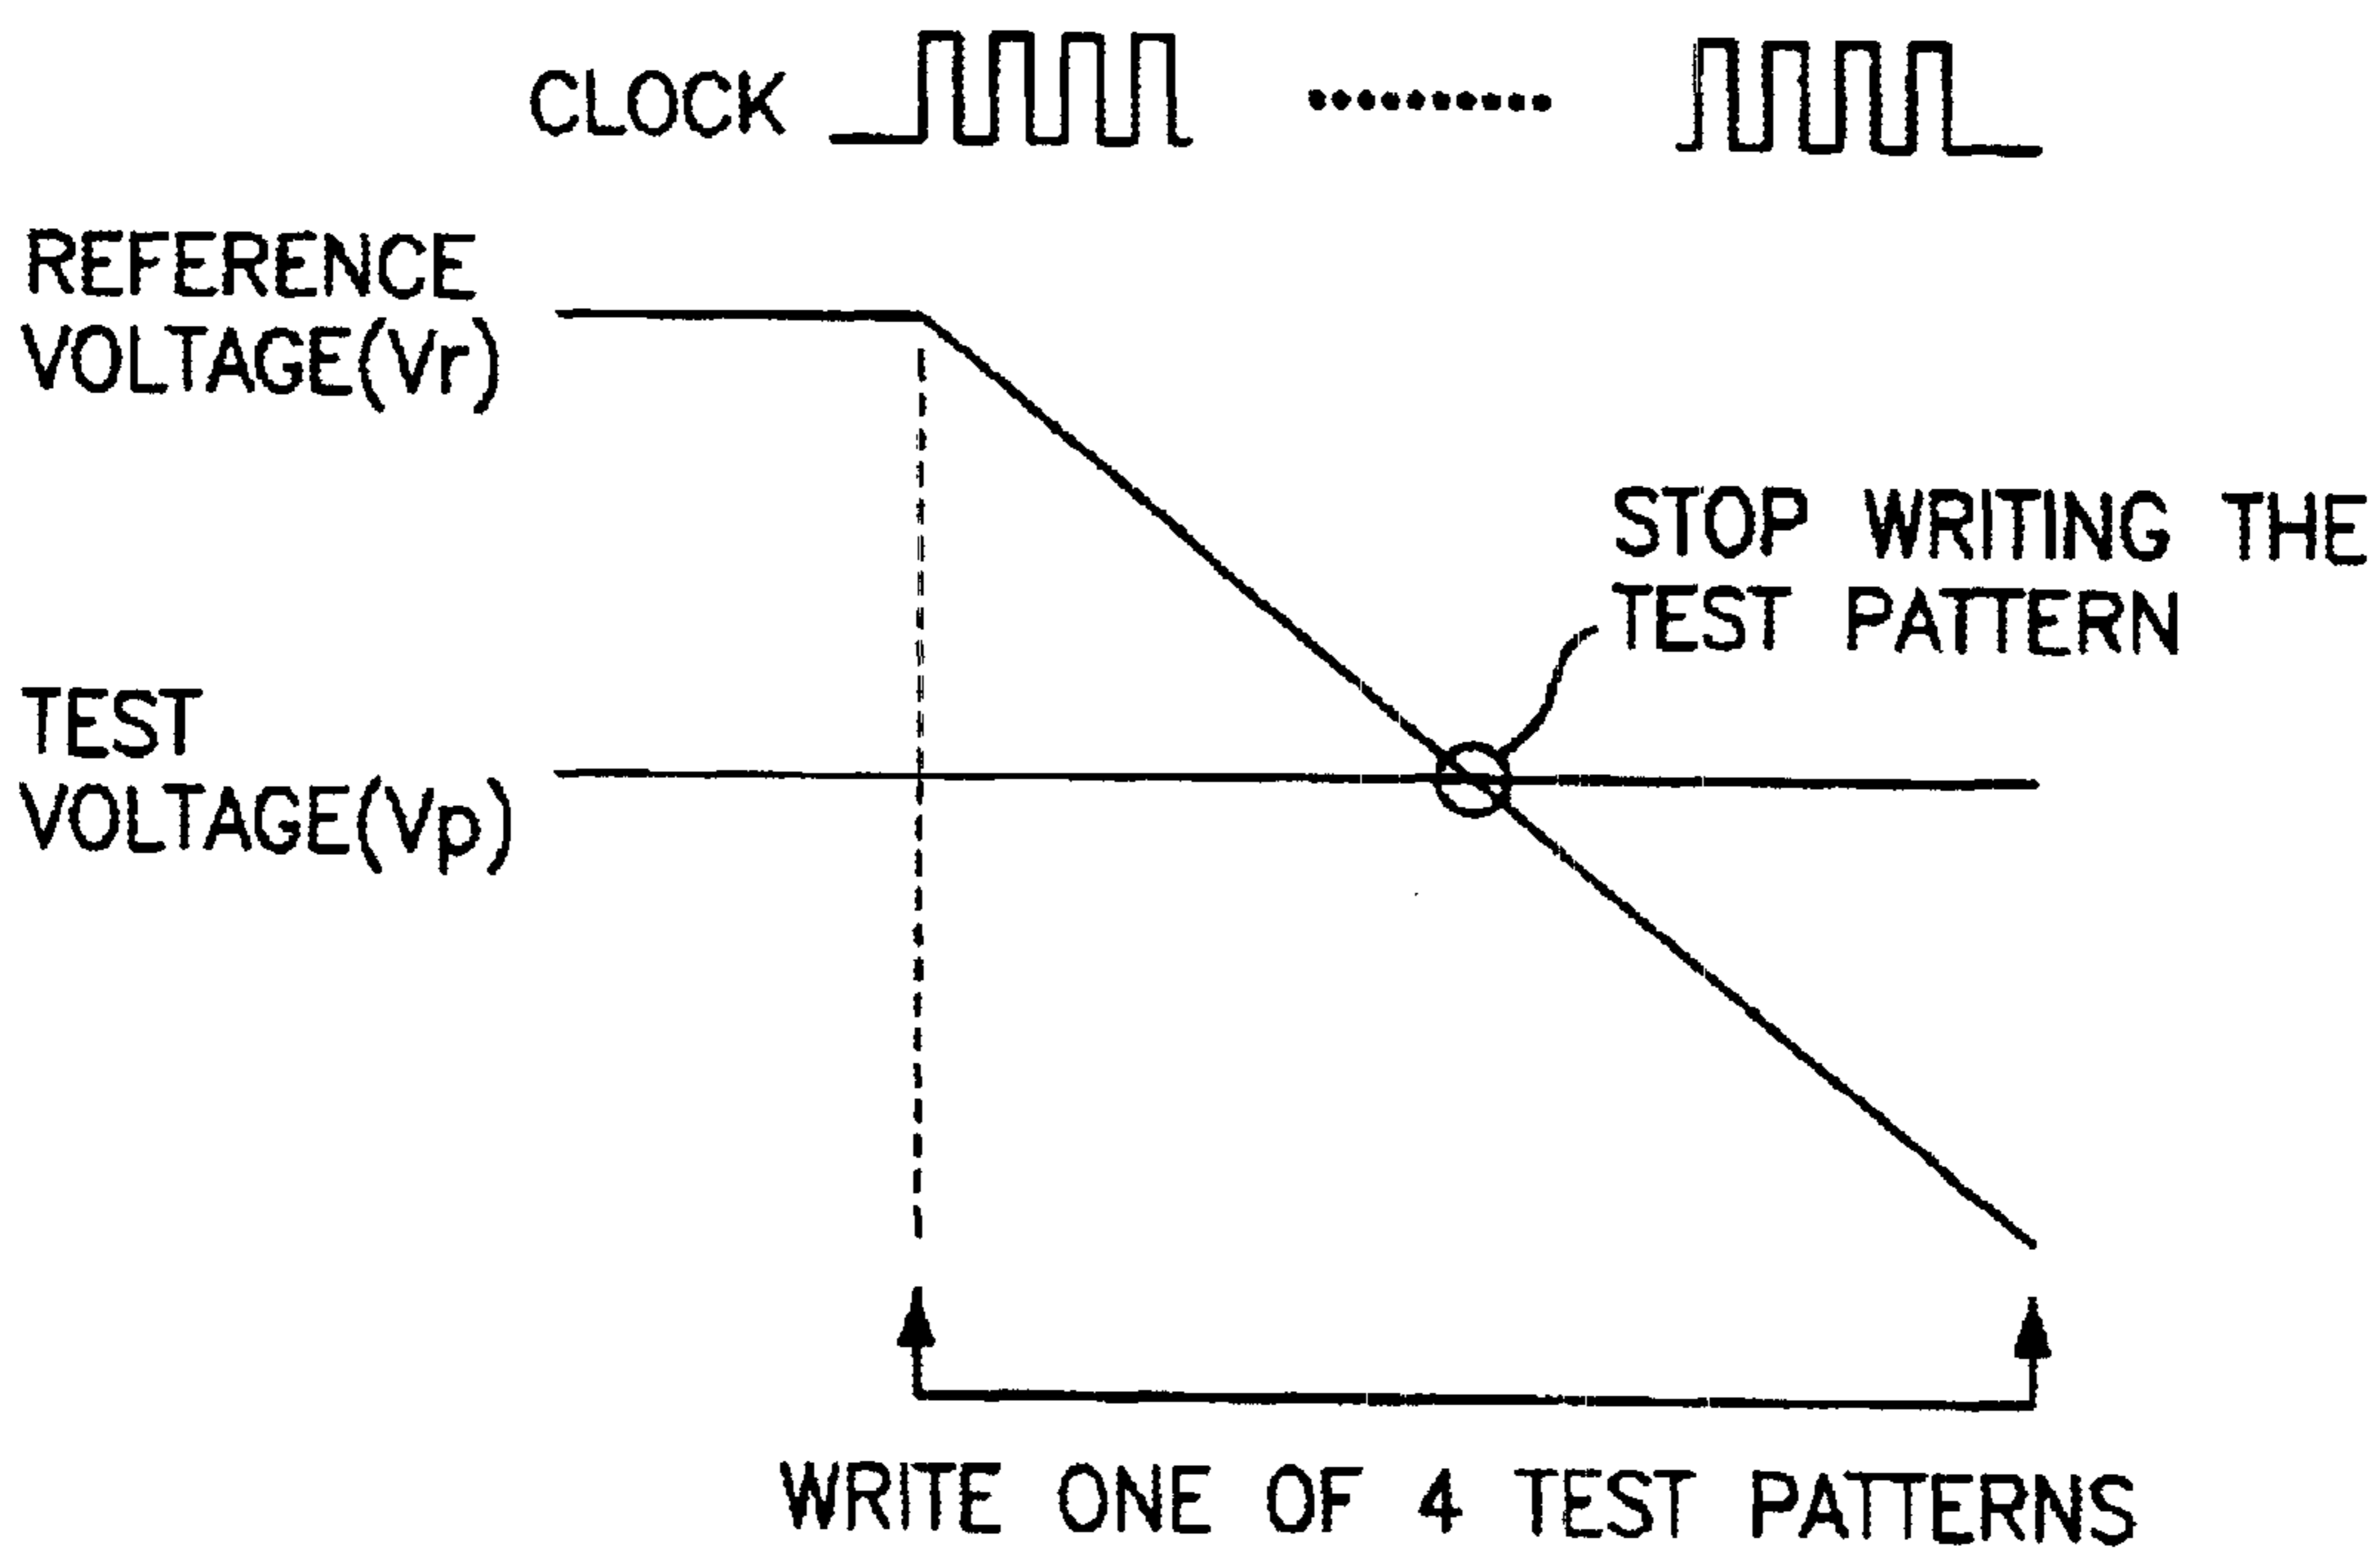 CLOCK
REFERENCE
VOLTAGE(Vr)
STOP WRITING THE
TEST PATTERN
TEST
VOLTAGE(Vp)
WRITE ONE OF 4 TEST PATTERNS